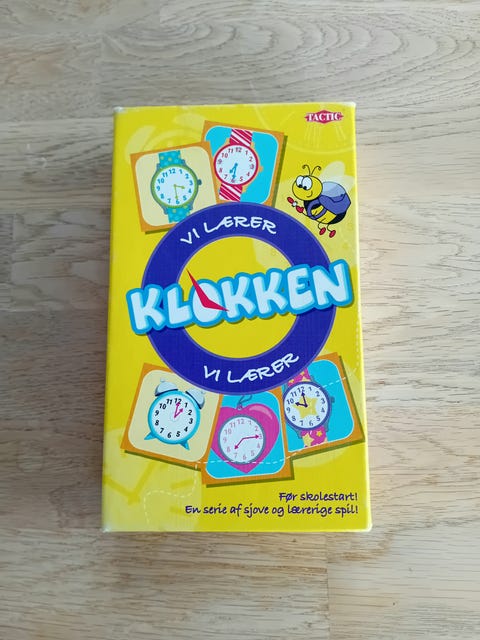 TACTIC
VI LÆRER
KLOKKEN
VI LÆRER
Før skolestart!
En serie af sjove og lærerige spil!